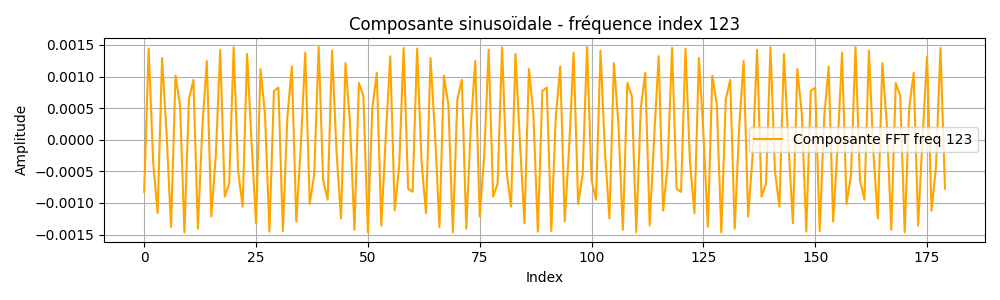 Composante sinusoïdale - fréquence index 123
Amplitude
0.0015
0.0010
0.0005
0.0000
−0.0005
−0.0010
−0.0015
Composante FFT freq 123
0 25 50 75 100 125 150 175
Index